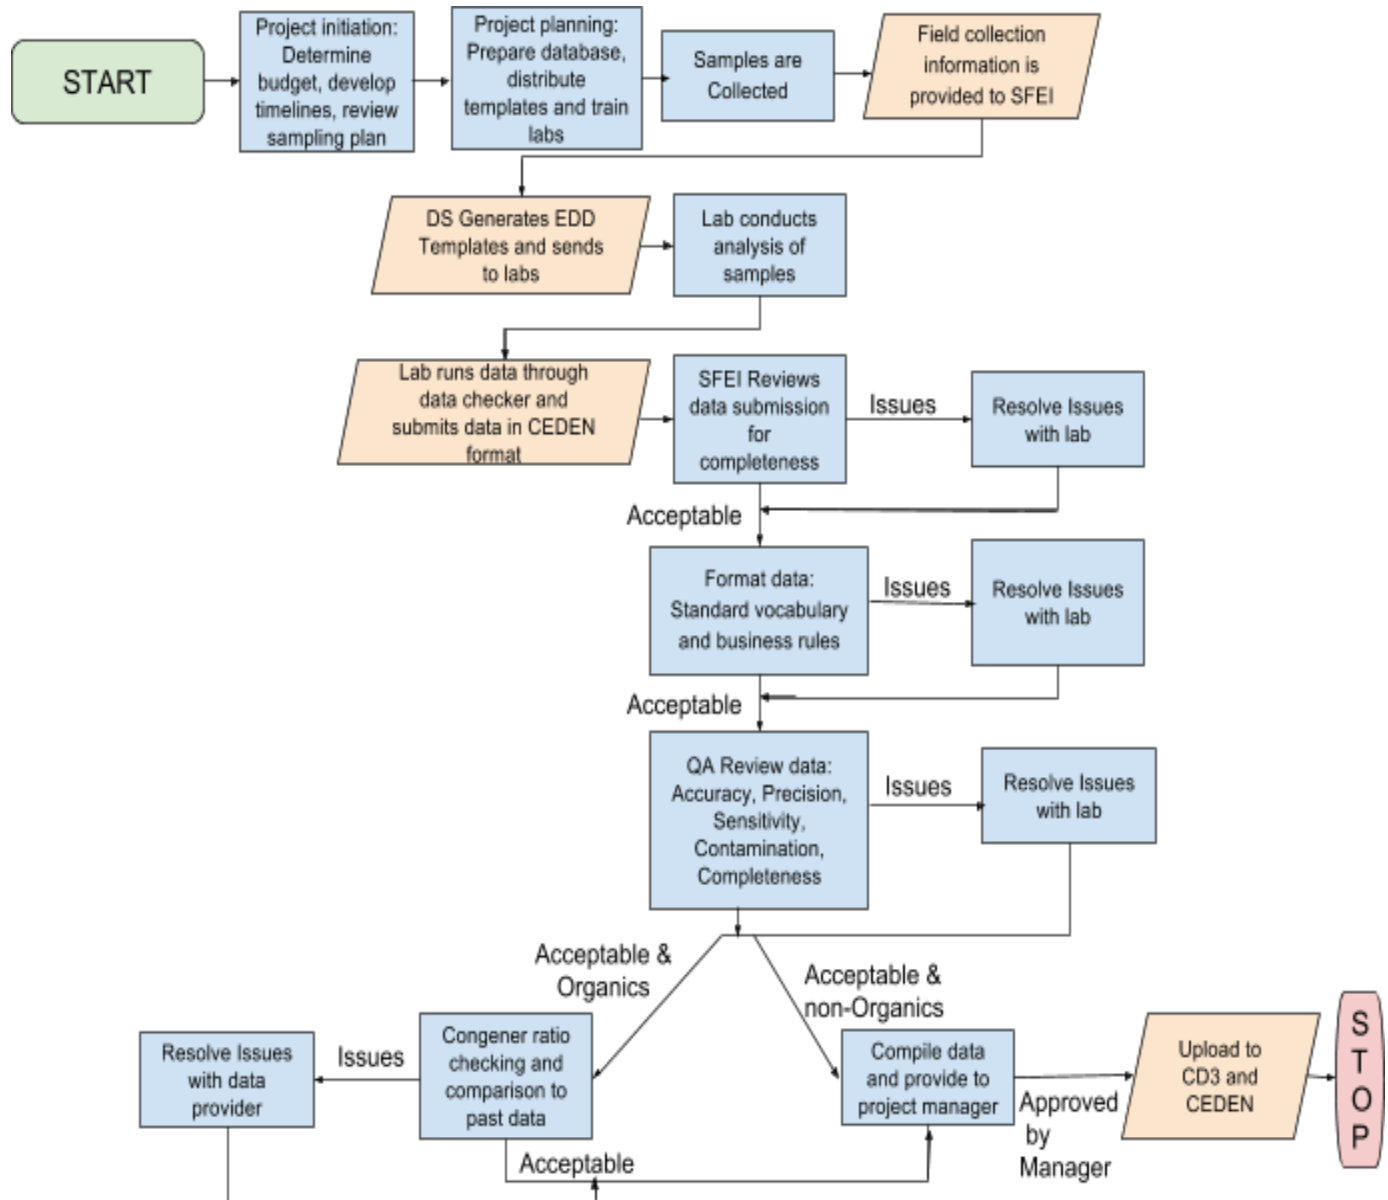 START
Project initiation:
Determine
budget, develop
timelines, review
sampling plan
Project planning:
Prepare database,
distribute
templates and train
labs
Samples are
Collected
Field collection
information is
provided to SFEI
DS Generates EDD
Templates and sends
to labs
Lab conducts
analysis of
samples
Lab runs data through
data checker and
submits data in CEDEN
format
SFEI Reviews
data submission
for
completeness
Issues
Resolve Issues
with lab
Acceptable
Format data:
Standard vocabulary
and business rules
Issues
Resolve Issues
with lab
Acceptable
QA Review data:
Accuracy, Precision,
Sensitivity,
Contamination,
Completeness
Issues
Resolve Issues
with lab
Acceptable &
Organics
Acceptable &
non-Organics
Resolve Issues
with data
provider
Issues
Congener ratio
checking and
comparison to
past data
Acceptable
Compile data
and provide to
project manager
Approved
by
Manager
Upload to
CD3 and
CEDEN
S
T
O
P